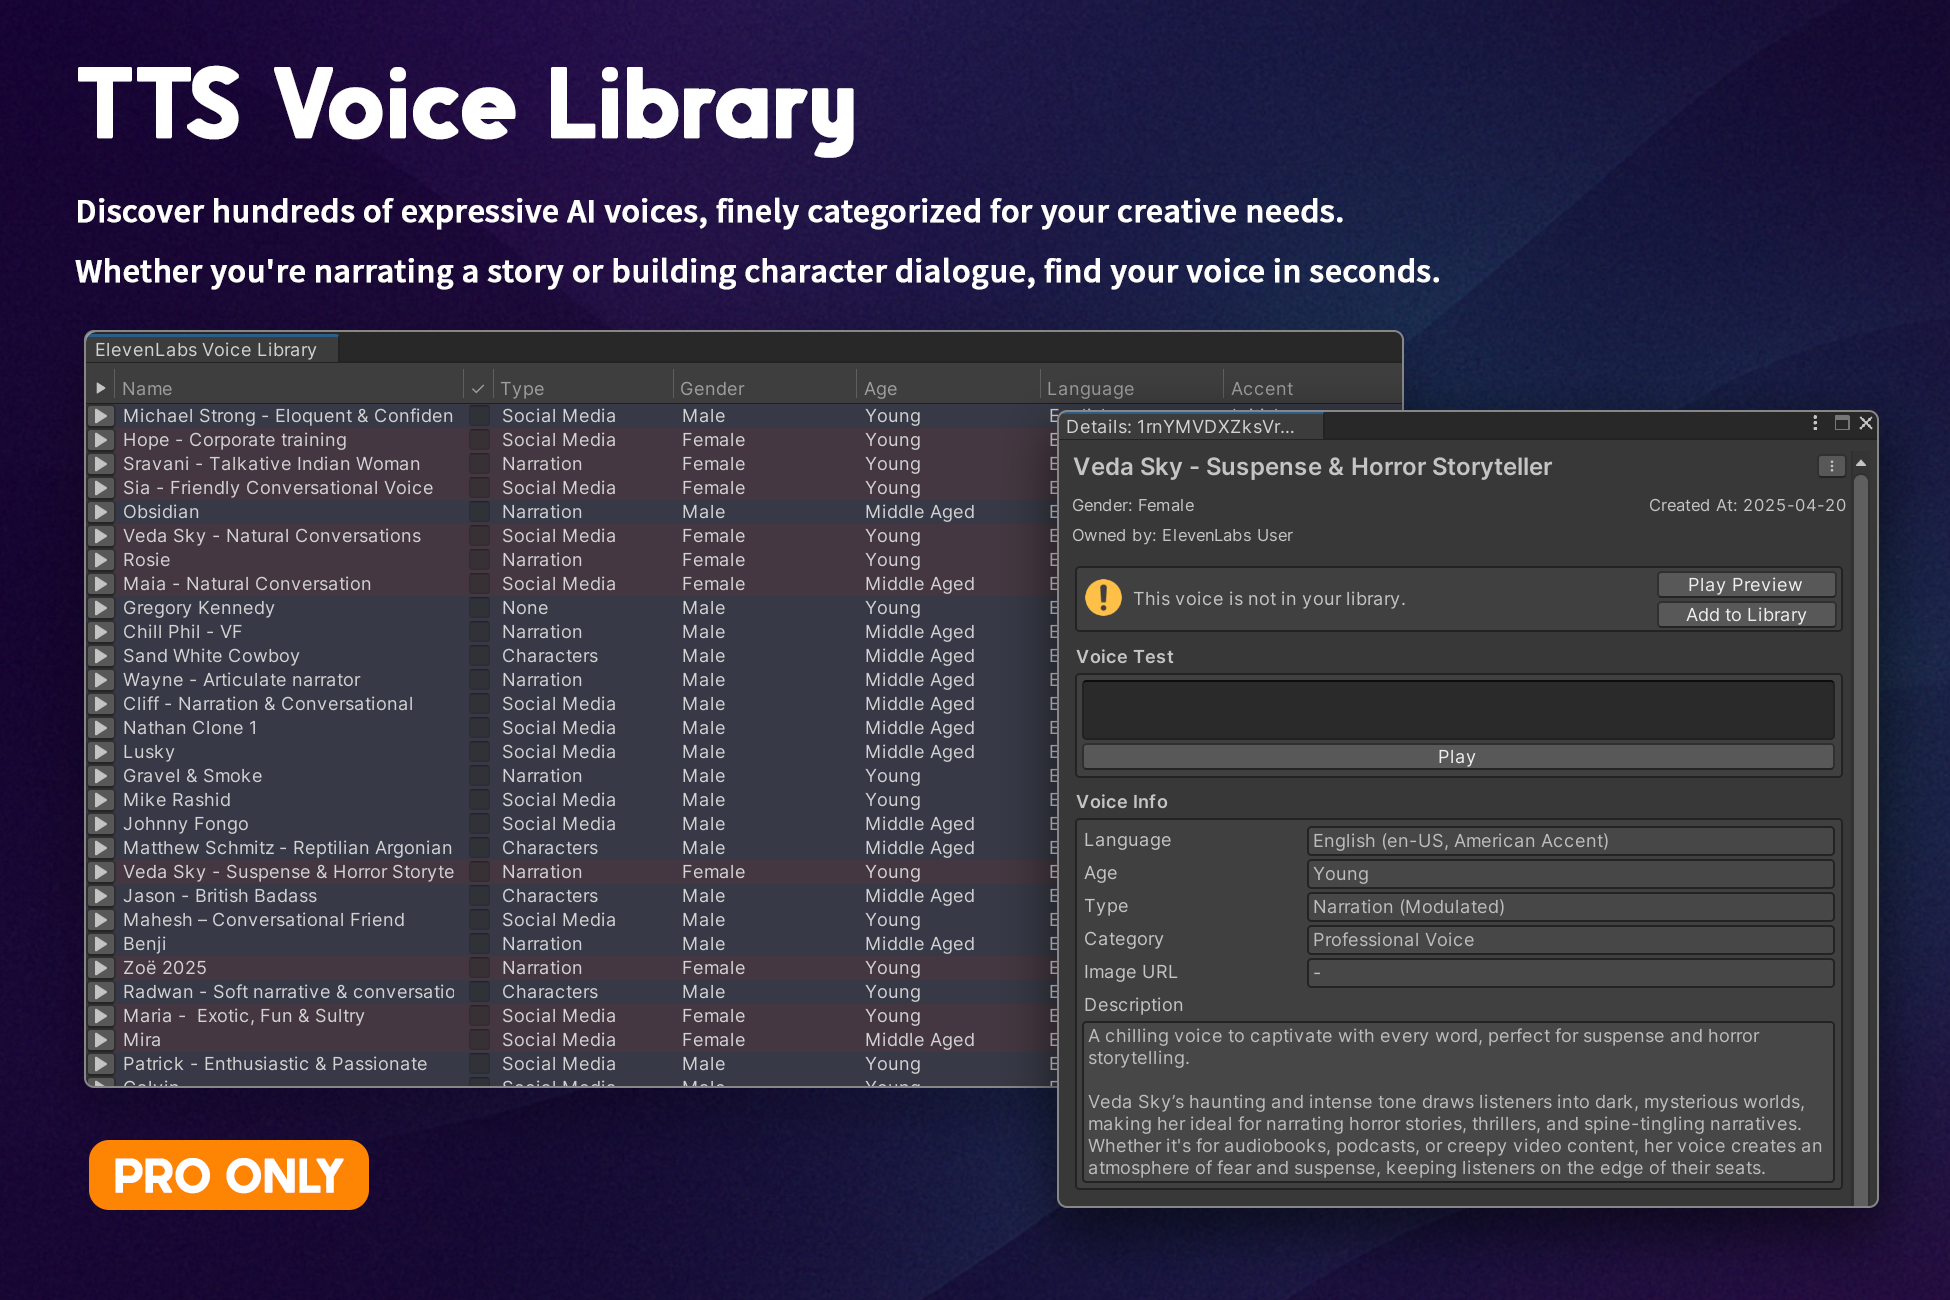 TTS Voice Library
Discover hundreds of expressive AI voices, finely categorized for your creative needs.
Whether you're narrating a story or building character dialogue, find your voice in seconds.
ElevenLabs Voice Library
Name Type Gender Age Language Accent
Michael Strong - Eloquent & Confiden Social Media Male Young
Hope - Corporate training Social Media Female Young
Sravani - Talkative Indian Woman Narration Female Young
Sia - Friendly Conversational Voice Social Media Female Young
Obsidian Narration Male Middle Aged
Veda Sky - Natural Conversations Social Media Female Young
Rosie Narration Female Young
Maia - Natural Conversation Social Media Female Middle Aged
Gregory Kennedy None Male Young
Chill Phil - VF Narration Male Middle Aged
Sand White Cowboy Characters Male Middle Aged
Wayne - Articulate narrator Narration Male Middle Aged
Cliff - Narration & Conversational Social Media Male Middle Aged
Nathan Clone 1 Social Media Male Middle Aged
Lusky Social Media Male Middle Aged
Gravel & Smoke Narration Male Young
Mike Rashid Social Media Male Young
Johnny Fongo Social Media Male Middle Aged
Matthew Schmitz - Reptilian Argonian Characters Male Middle Aged
Veda Sky - Suspense & Horror Storyte Narration Female Young
Jason - British Badass Characters Male Middle Aged
Mahesh – Conversational Friend Social Media Male Young
Benji Narration Male Middle Aged
Zoë 2025 Narration Female Young
Radwan - Soft narrative & conversatio Characters Male Young
Maria -  Exotic, Fun & Sultry Social Media Female Young
Mira Social Media Female Middle Aged
Patrick - Enthusiastic & Passionate Social Media Male Young
Social Media Male Young
Details: 1rnYMVDXZksVr...
Veda Sky - Suspense & Horror Storyteller
Gender: Female
Created At: 2025-04-20
Owned by: ElevenLabs User
This voice is not in your library.
Play Preview
Add to Library
Voice Test
Play
Voice Info
Language English (en-US, American Accent)
Age Young
Type Narration (Modulated)
Category Professional Voice
Image URL -
Description
A chilling voice to captivate with every word, perfect for suspense and horror
storytelling.
Veda Sky's haunting and intense tone draws listeners into dark, mysterious worlds,
making her ideal for narrating horror stories, thrillers, and spine-tingling narratives.
Whether it's for audiobooks, podcasts, or creepy video content, her voice creates an
atmosphere of fear and suspense, keeping listeners on the edge of their seats.
PRO ONLY